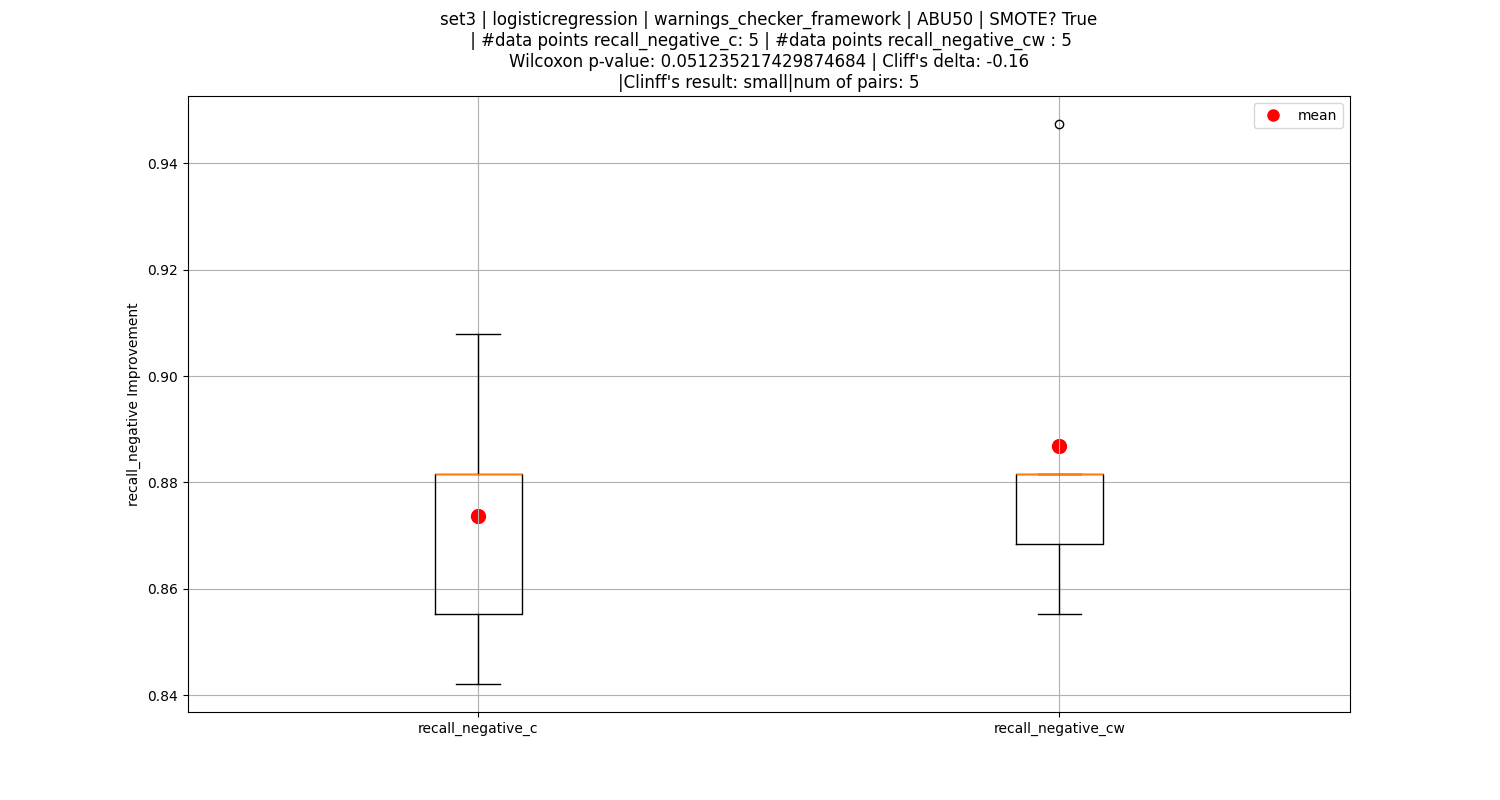 set3 | logisticregression | warnings_checker_framework | ABU50 | SMOTE? True
| #data points recall_negative_c: 5 | #data points recall_negative_cw : 5
Wilcoxon p-value: 0.051235217429874684 | Cliff's delta: -0.16
|Clinff's result: small|num of pairs: 5
mean
0.94
0.92
0.90
0.88
0.86
0.84
recall_negative Improvement
recall_negative_c
recall_negative_cw